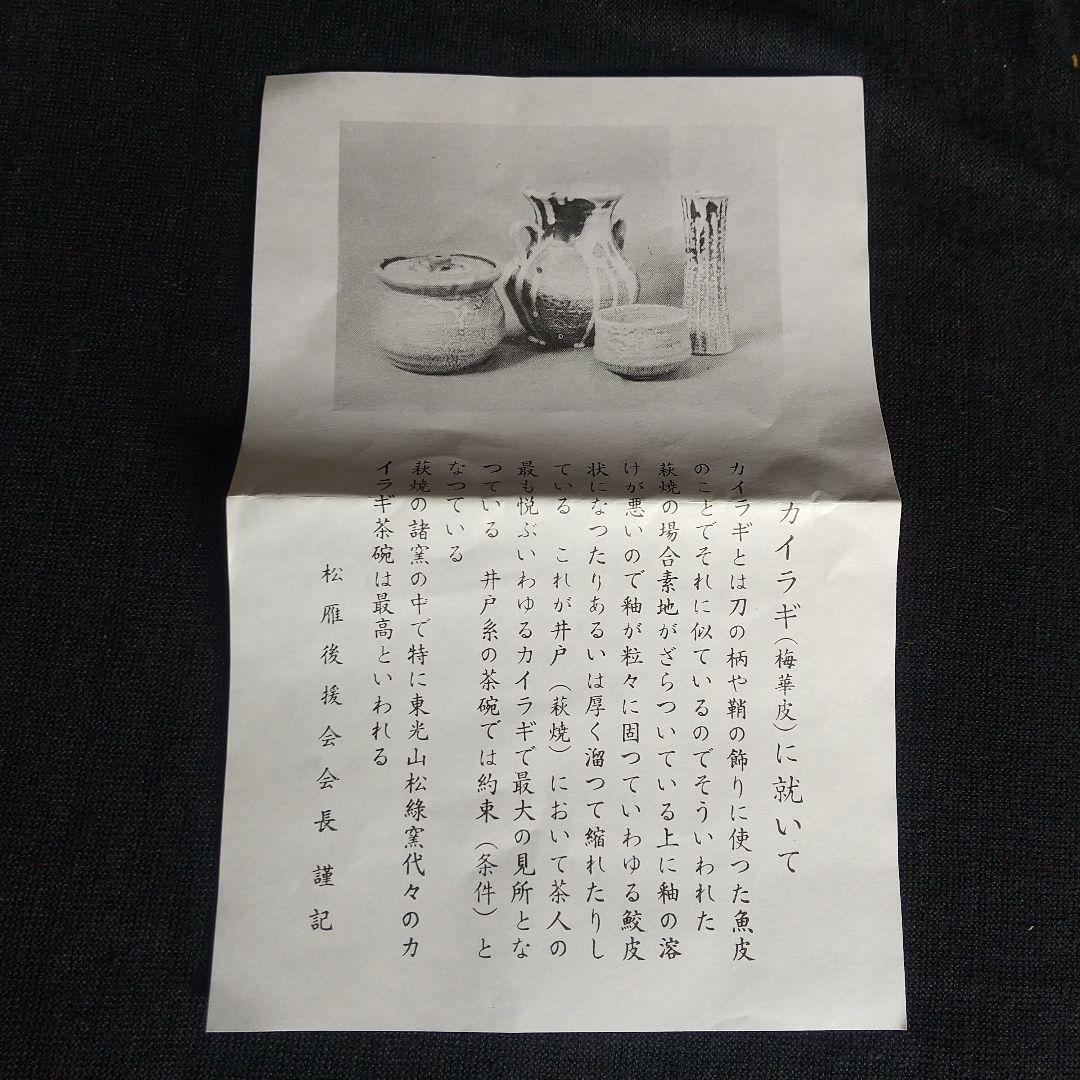 カイラギ(梅華皮)に就いて
カイラギとは刀の柄や鞘の飾りに使つた魚皮
のことでそれに似ているのでそういわれた
萩焼の場合素地がざらついている上に釉の溶
けが悪いので釉が粒々に固つていわゆる鮫皮
状になつたりあるいは厚く溜つて縮れたりし
ている これが井戸(萩焼)において茶人の
最も悦ぶいわゆるカイラギで最大の見所とな
つている 井戸糸の茶碗では約束(条件)と
なつている
萩焼の諸窯の中で特に東光山松綠窯代々のカ
イラギ茶碗は最高といわれる
松雁後援会会長 謹記